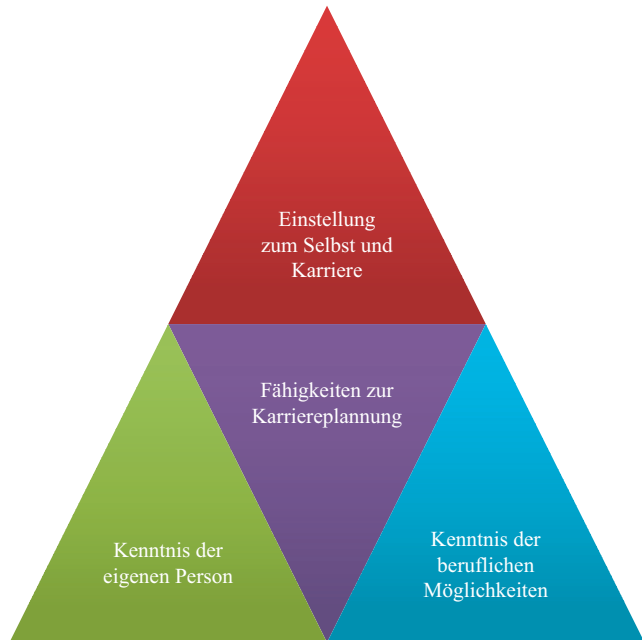 Einstellung
zum Selbst und
Karriere
Fähigkeiten zur
Karriereplannung
Kenntnis der
eigenen Person
Kenntnis der
beruflichen
Möglichkeiten